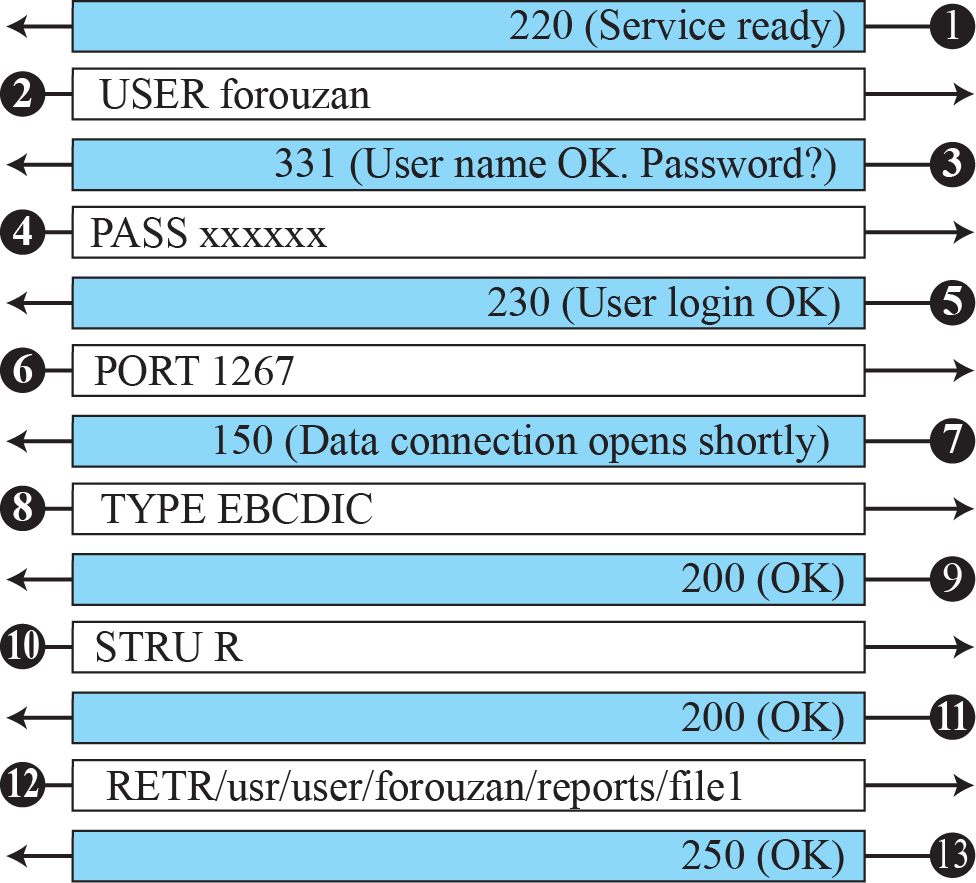 220 (Service ready) 1
2 USER forouzan
331 (User name OK. Password?) 3
4 PASS xxxxxx
230 (User login OK) 5
6 PORT 1267
150 (Data connection opens shortly) 7
8 TYPE EBCDIC
200 (OK) 9
10 STRU R
200 (OK) 11
12 RETR/usr/user/forouzan/reports/file1
250 (OK) 13